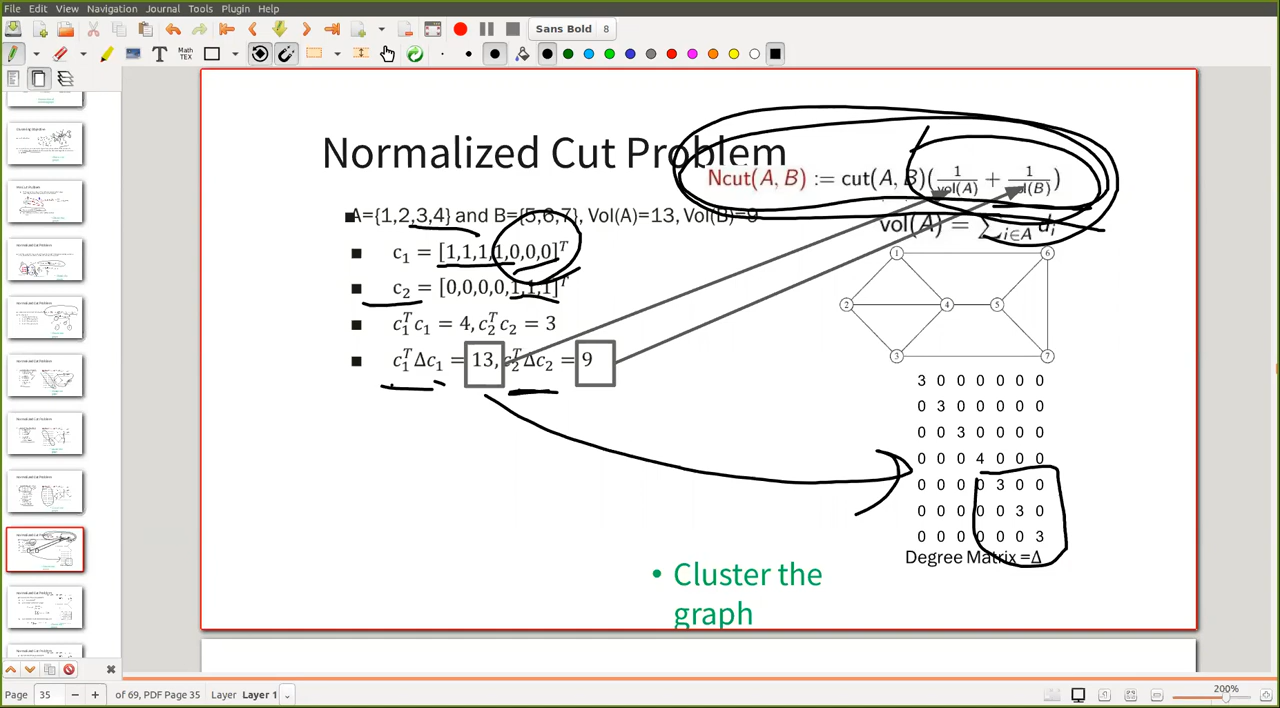 File Edit View Navigation Journal Tools Plugin Help
Sans Bold 8
Math TEX
Normalized Cut Problem
Ncut(A, B) := cut(A, B)(1/vol(A) + 1/vol(B))
■A={1,2,3,4} and B={5,6,7}, Vol(A)=13, Vol(B)=9
vol(A) = ∑_{i∈A} d_i
■ c₁ = [1,1,1,1,0,0,0]ᵀ
■ c₂ = [0,0,0,0,1,1,1]ᵀ
■ c₁ᵀc₁ = 4, c₂ᵀc₂ = 3
■ c₁ᵀΔc₁ = 13, c₂ᵀΔc₂ = 9
1 6
2 4 5
3 7
3 0 0 0 0 0 0
0 3 0 0 0 0 0
0 0 3 0 0 0 0
0 0 0 4 0 0 0
0 0 0 0 3 0 0
0 0 0 0 0 3 0
0 0 0 0 0 0 3
Degree Matrix =Δ
• Cluster the
graph
Page 35 of 69, PDF Page 35 Layer Layer 1
200%